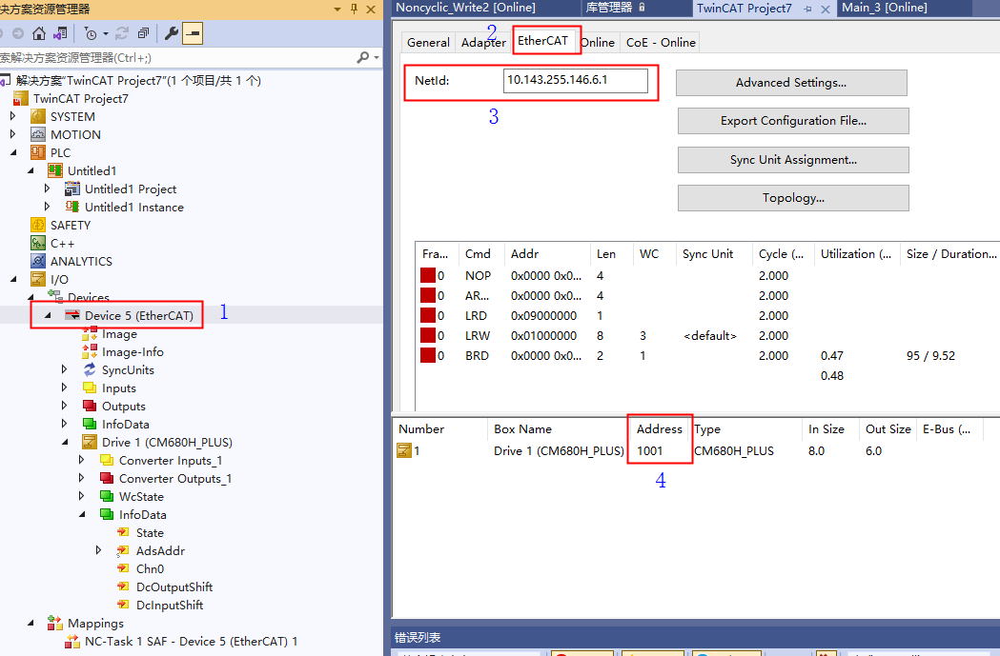 决方案资源管理器
索解决方案资源管理器(Ctrl+;)
解决方案"TwinCAT Project7"(1 个项目/共 1 个)
TwinCAT Project7
SYSTEM
MOTION
PLC
Untitled1
Untitled1 Project
Untitled1 Instance
SAFETY
C++
ANALYTICS
I/O
Devices
Device 5 (EtherCAT)
1
Image
Image-Info
SyncUnits
Inputs
Outputs
InfoData
Drive 1 (CM680H_PLUS)
Converter Inputs_1
Converter Outputs_1
WcState
InfoData
State
AdsAddr
Chn0
DcOutputShift
DcInputShift
Mappings
NC-Task 1 SAF - Device 5 (EtherCAT) 1
Noncyclic_Write2 [Online] 库管理器 TwinCAT Project7 Main_3 [Online]
2
General Adapter EtherCAT Online CoE - Online
NetId: 10.143.255.146.6.1
3
Advanced Settings...
Export Configuration File...
Sync Unit Assignment...
Topology...
Fra... Cmd Addr Len WC Sync Unit Cycle (... Utilization (... Size / Duration...
0 NOP 0x0000 0x0... 4 2.000
0 AR... 0x0000 0x0... 4 2.000
0 LRD 0x09000000 1 2.000
0 LRW 0x01000000 8 3 <default> 2.000
0 BRD 0x0000 0x0... 2 1 2.000 0.47 95 / 9.52
0.48
Number Box Name Address Type In Size Out Size E-Bus (...
1 Drive 1 (CM680H_PLUS) 1001 CM680H_PLUS 8.0 6.0
4
错误列表